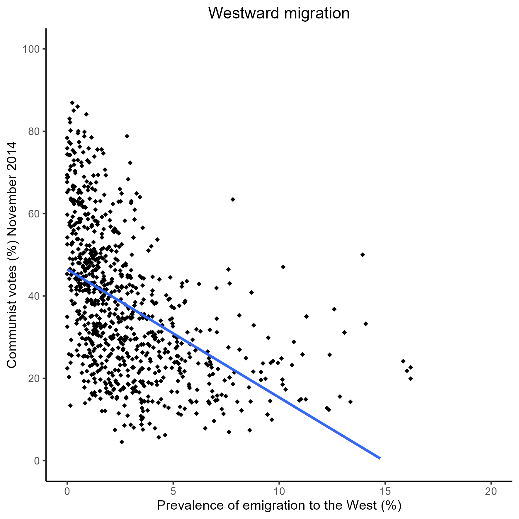 Westward migration
Communist votes (%) November 2014
100
80
60
40
20
0
0 5 10 15 20
Prevalence of emigration to the West (%)